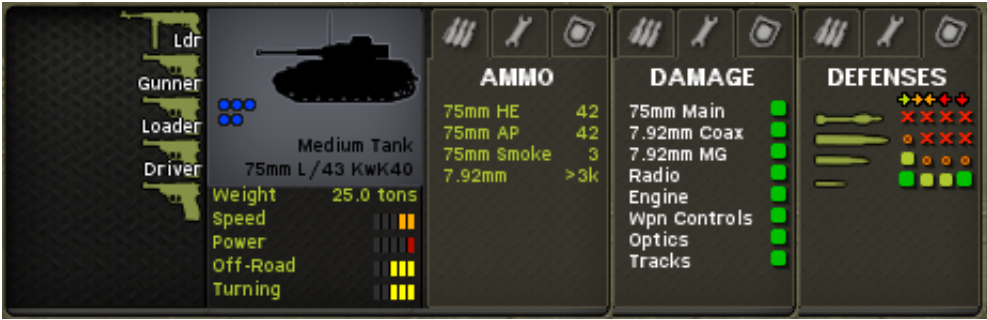 Ldr
Gunner
Loader
Driver
Medium Tank
75mm L/43 KwK40
Weight 25.0 tons
Speed
Power
Off-Road
Turning
AMMO
75mm HE 42
75mm AP 42
75mm Smoke 3
7.92mm >3k
DAMAGE
75mm Main
7.92mm Coax
7.92mm MG
Radio
Engine
Wpn Controls
Optics
Tracks
DEFENSES